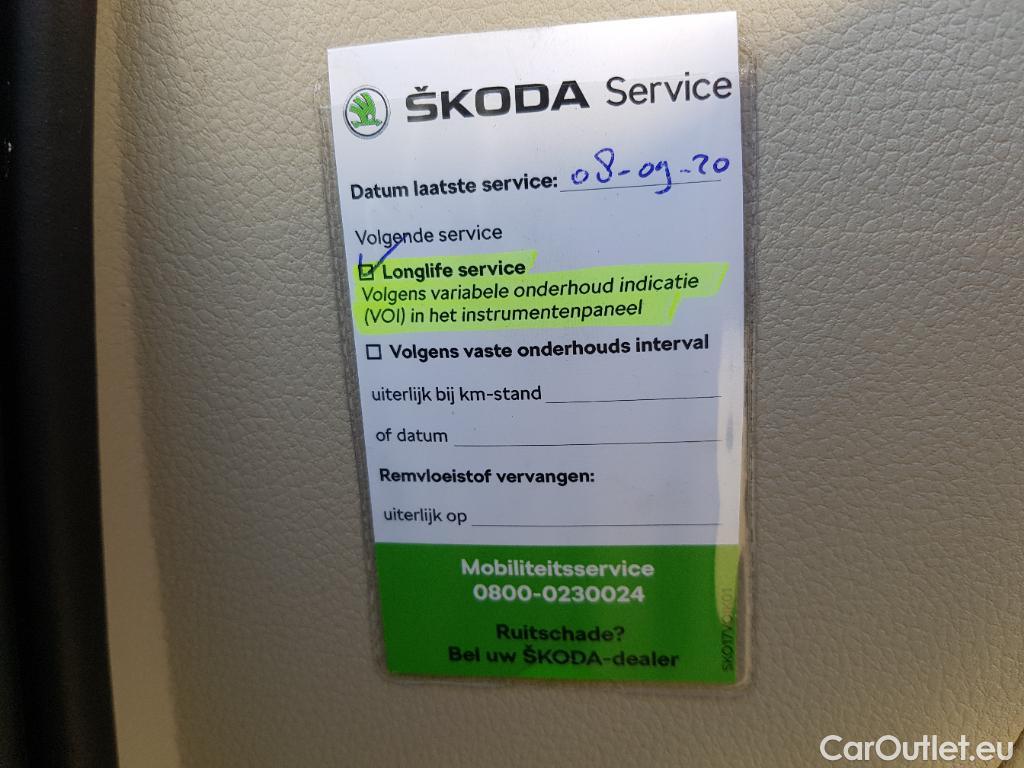 ŠKODA Service
Datum laatste service: 08-09-20
Volgende service
Longlife service
Volgens variabele onderhoud indicatie
(VOI) in het instrumentenpaneel
Volgens vaste onderhouds interval
uiterlijk bij km-stand
of datum
Remvloeistof vervangen:
uiterlijk op
Mobiliteitsservice
0800-0230024
Ruitschade?
Bel uw ŠKODA-dealer
CarOutlet.eu